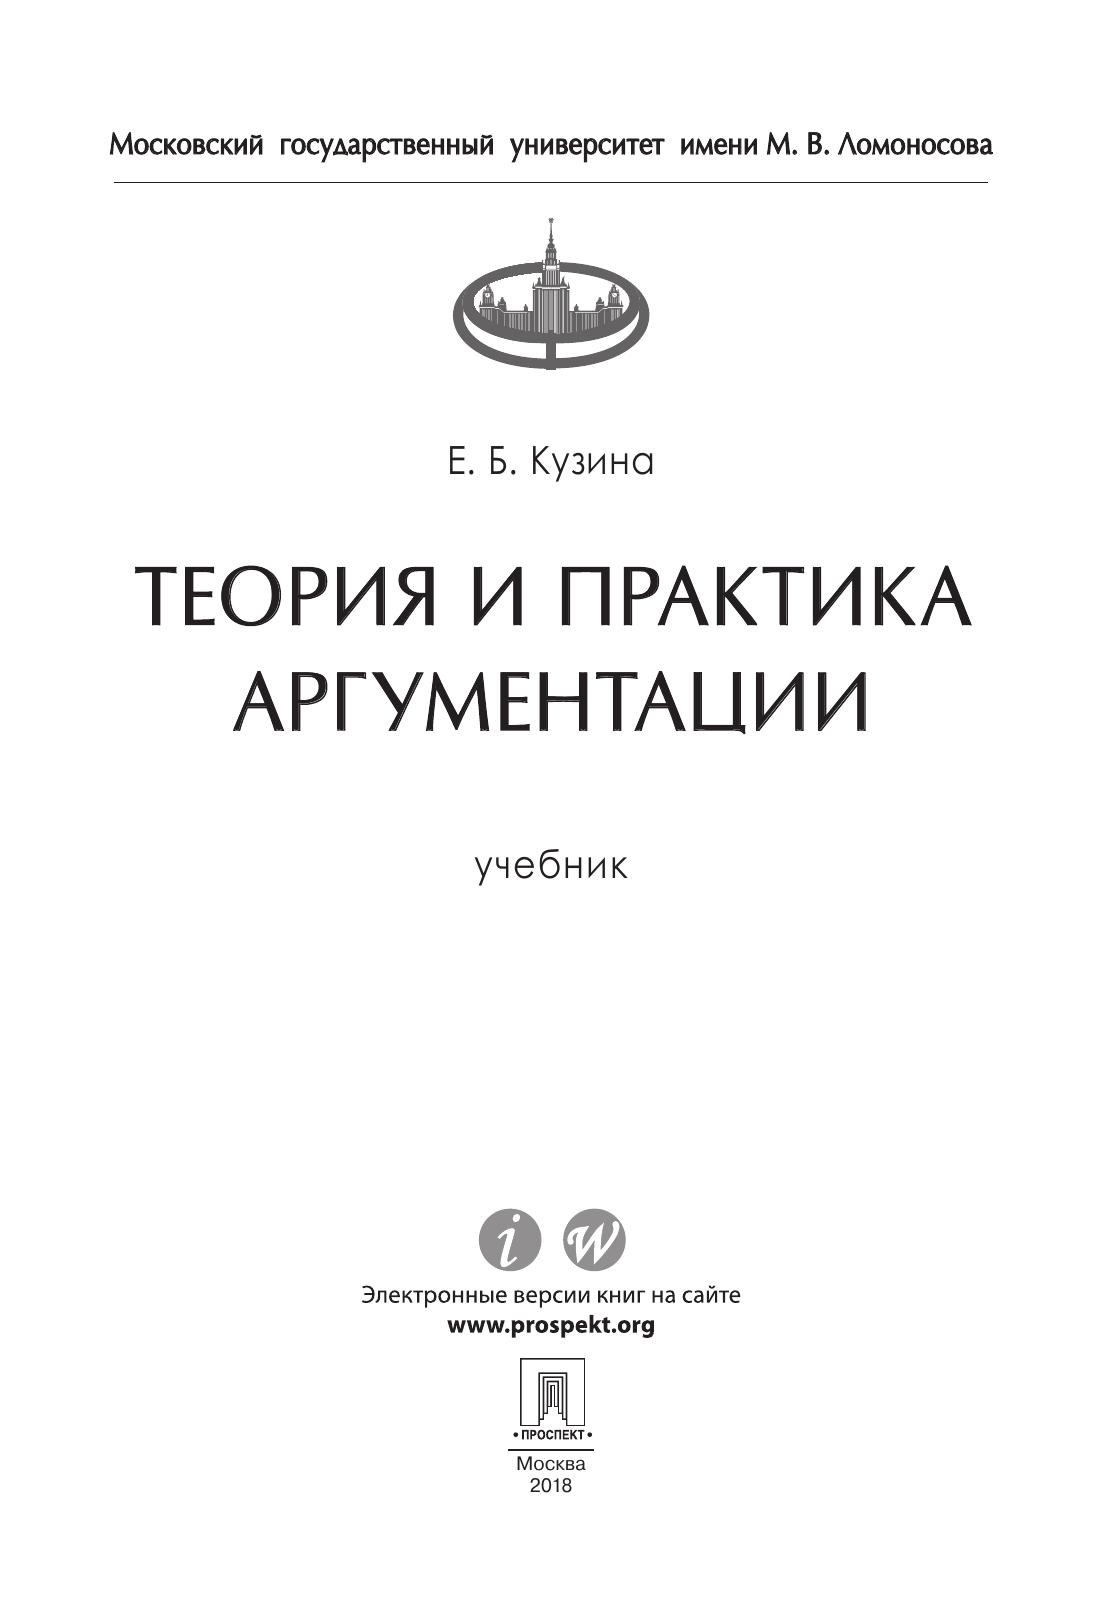 Московский государственный университет имени М. В. Ломоносова
Е. Б. Кузина
ТЕОРИЯ И ПРАКТИКА
АРГУМЕНТАЦИИ
учебник
i w
Электронные версии книг на сайте
www.prospekt.org
• ПРОСПЕКТ •
Москва
2018